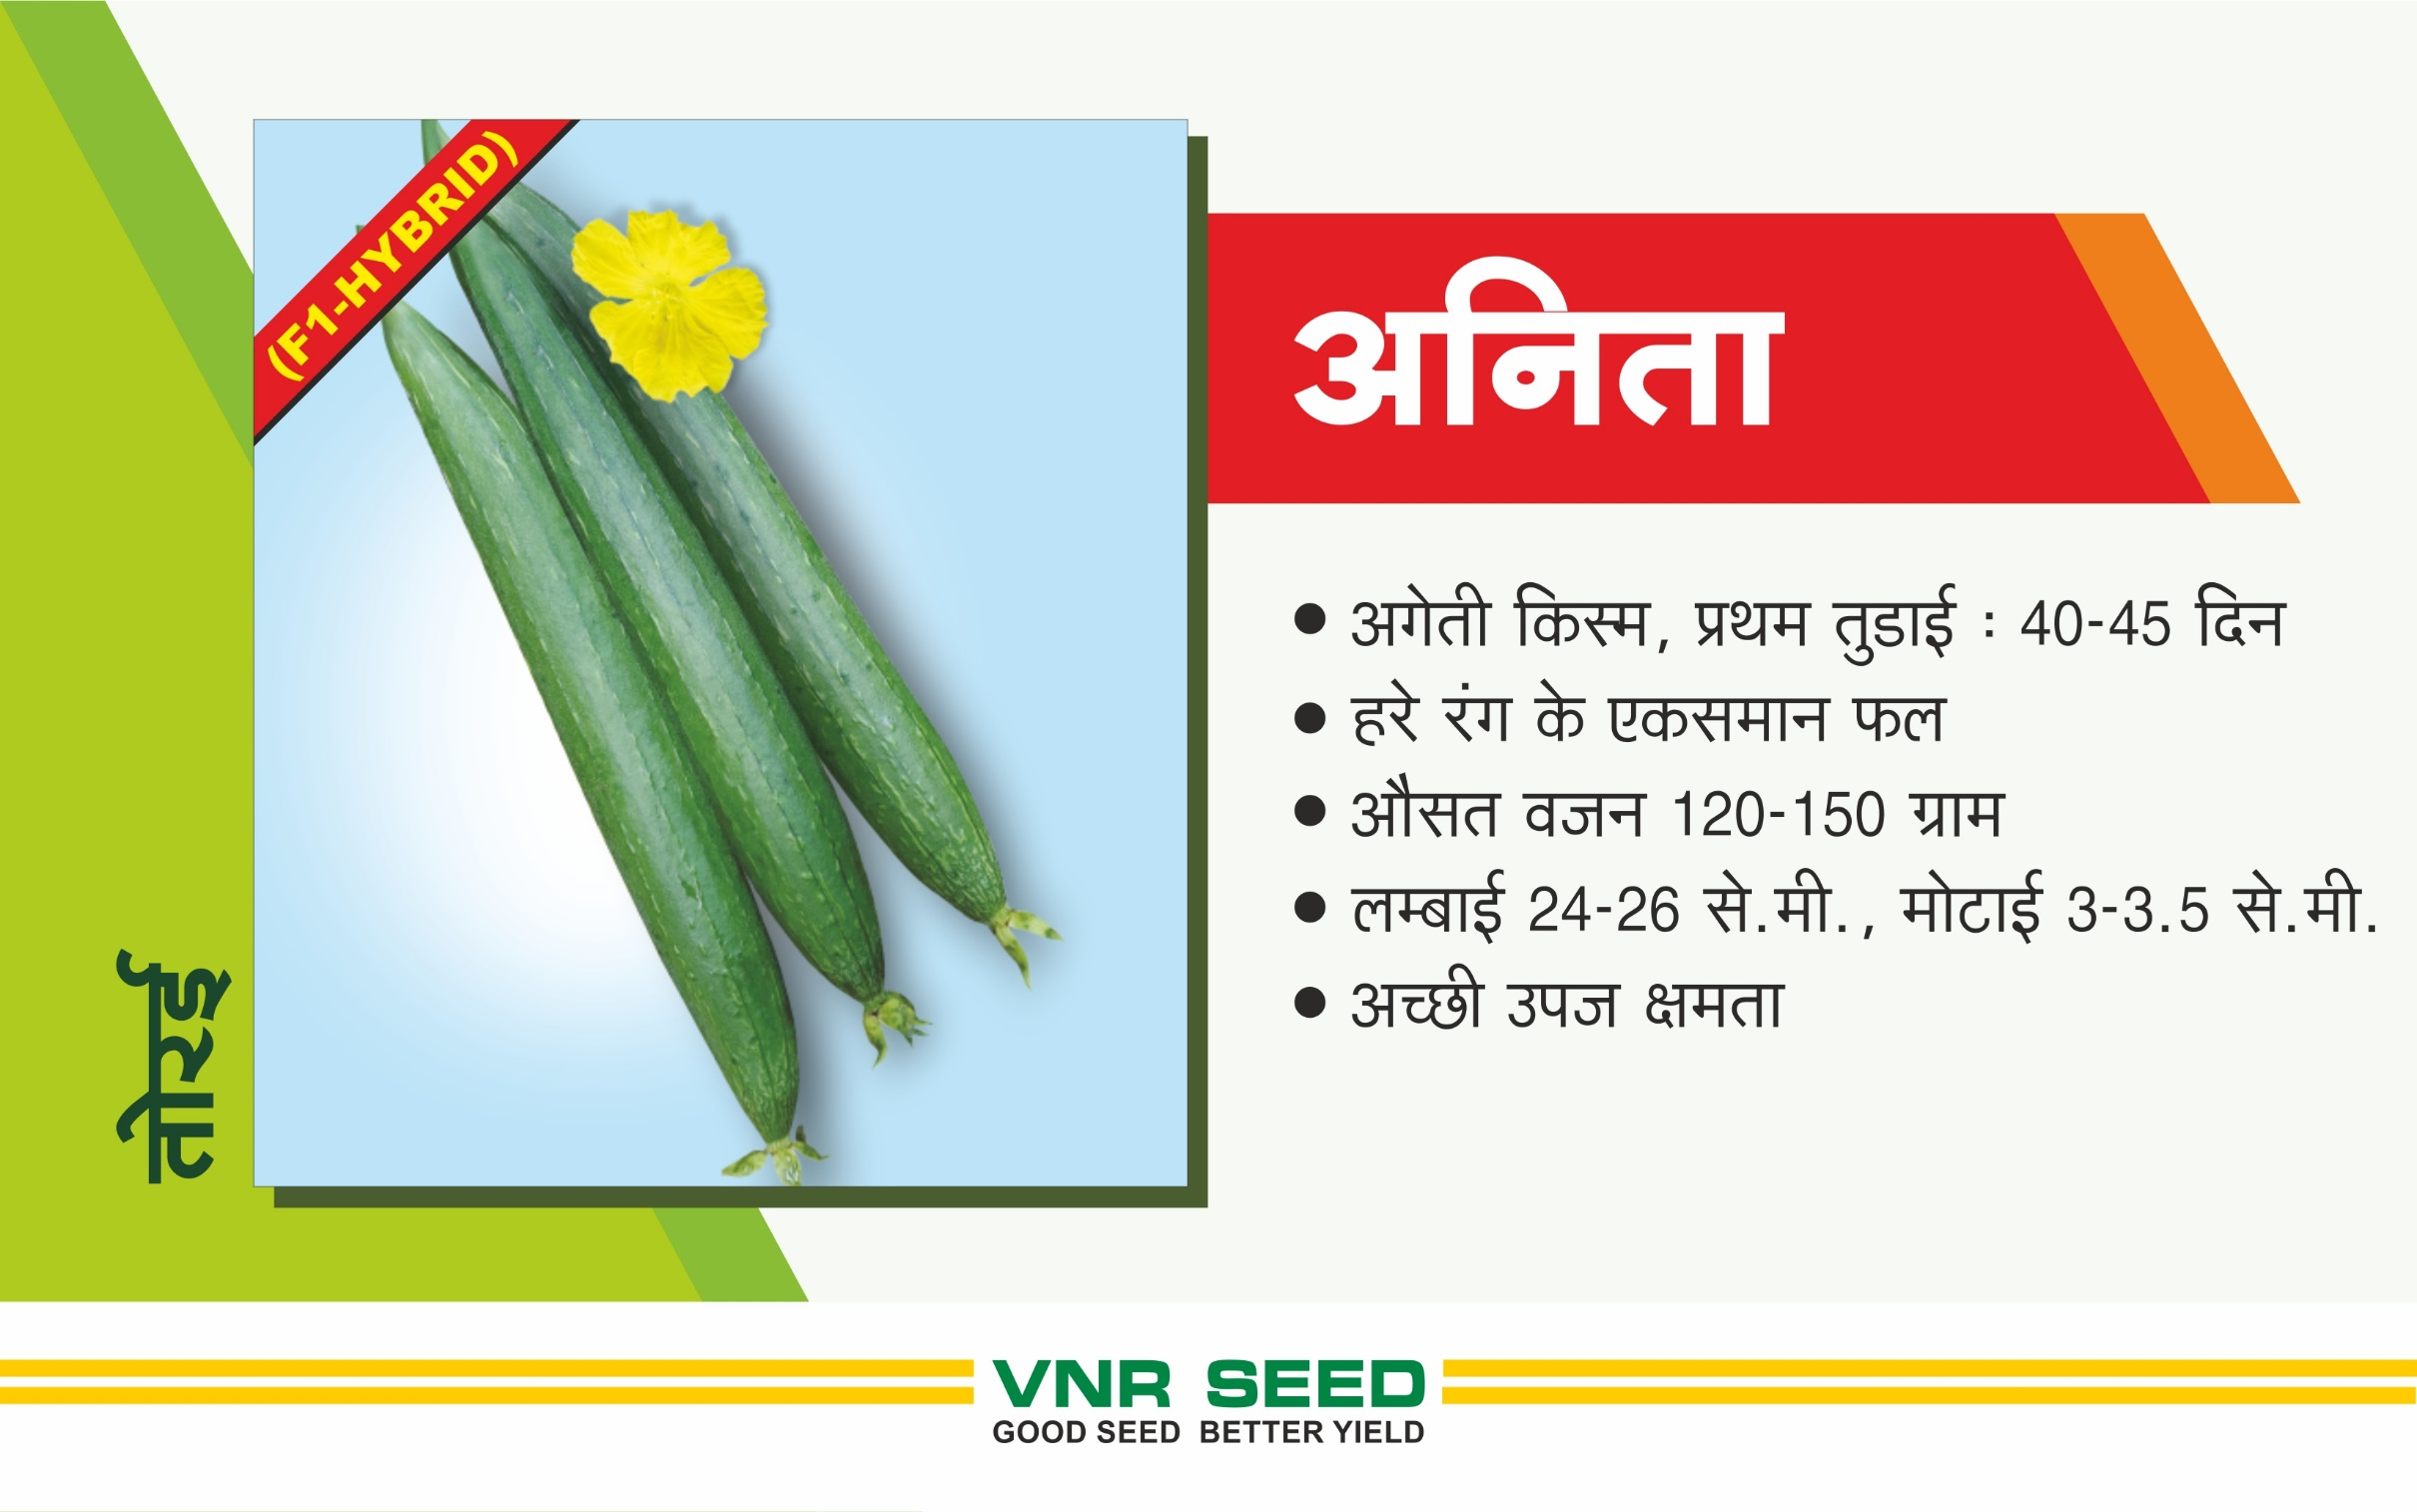 (F1-HYBRID)
अनिता
तोरई
• अगेती किस्म, प्रथम तुडाई : 40-45 दिन
• हरे रंग के एकसमान फल
• औसत वजन 120-150 ग्राम
• लम्बाई 24-26 से.मी., मोटाई 3-3.5 से.मी.
• अच्छी उपज क्षमता
VNR SEED
GOOD SEED BETTER YIELD